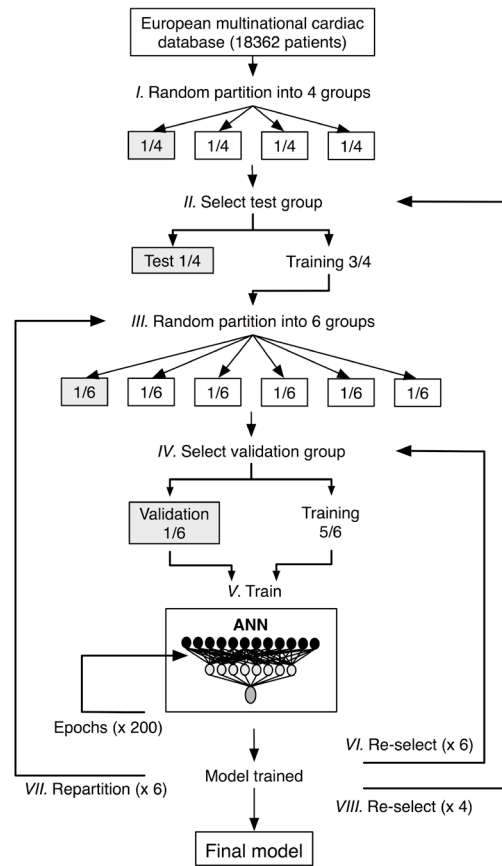 European multinational cardiac
database (18362 patients)
I. Random partition into 4 groups
1/4 1/4 1/4 1/4
II. Select test group
Test 1/4 Training 3/4
III. Random partition into 6 groups
1/6 1/6 1/6 1/6 1/6 1/6
IV. Select validation group
Validation
1/6
Training
5/6
V. Train
ANN
Epochs (x 200)
VI. Re-select (x 6)
Model trained
VII. Repartition (x 6)
VIII. Re-select (x 4)
Final model